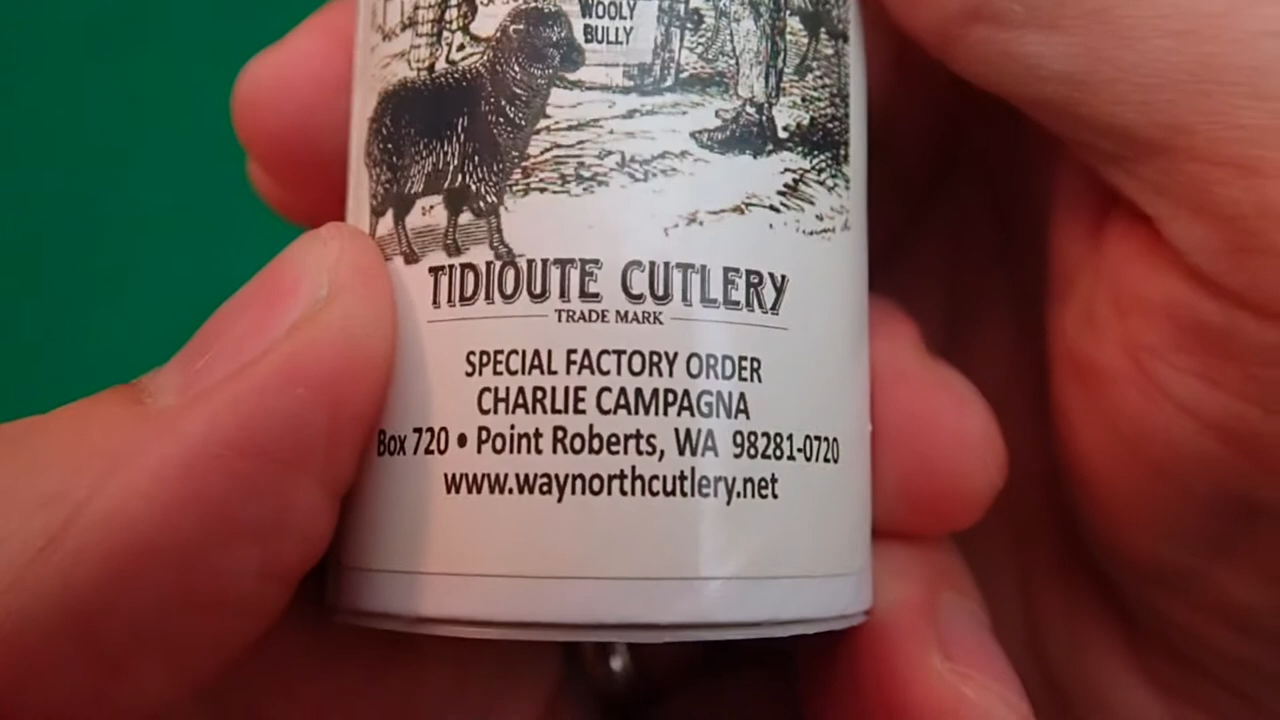 WOOLY
BULLY
TIDIOUTE CUTLERY
TRADE MARK
SPECIAL FACTORY ORDER
CHARLIE CAMPAGNA
Box 720 • Point Roberts, WA 98281-0720
www.waynorthcutlery.net